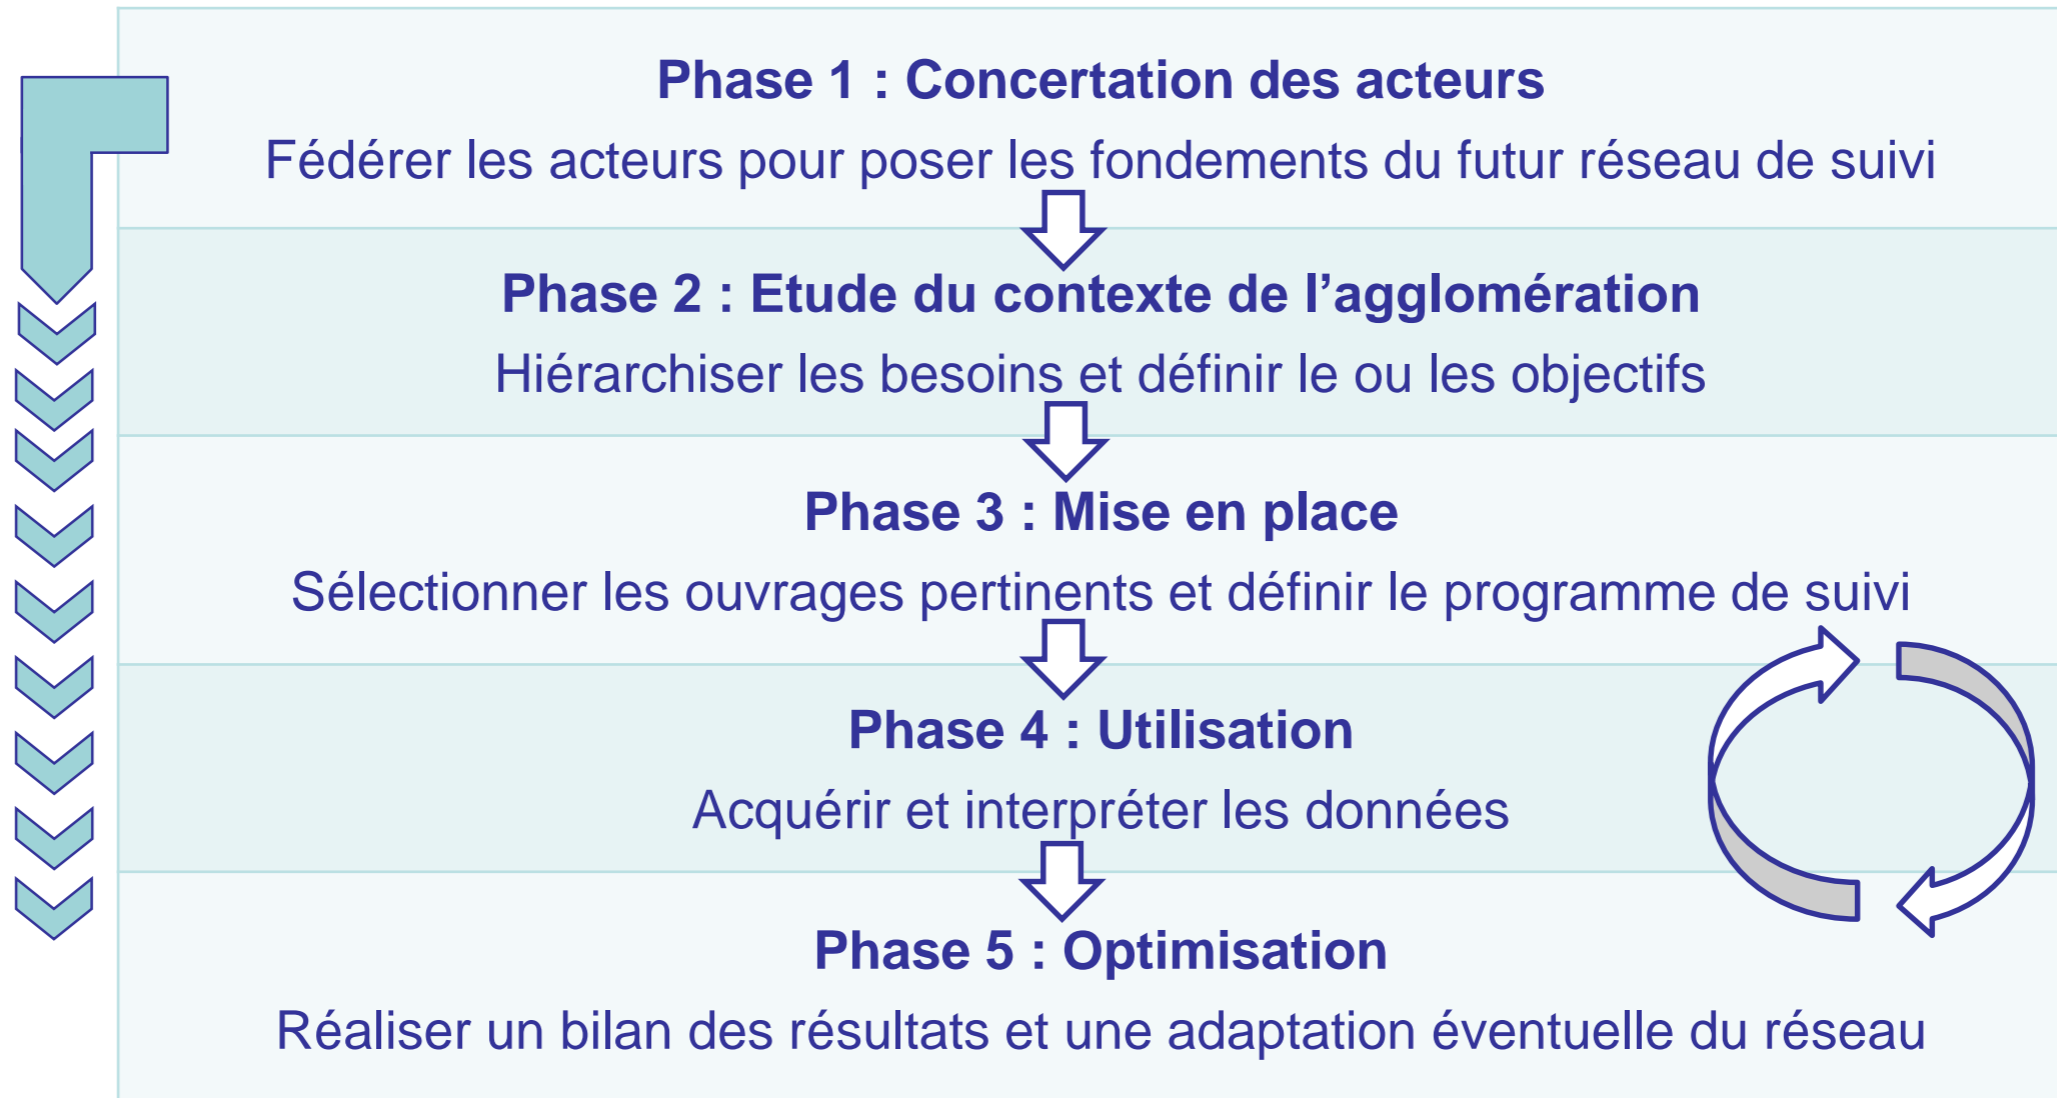 Phase 1 : Concertation des acteurs
Fédérer les acteurs pour poser les fondements du futur réseau de suivi
Phase 2 : Etude du contexte de l’agglomération
Hiérarchiser les besoins et définir le ou les objectifs
Phase 3 : Mise en place
Sélectionner les ouvrages pertinents et définir le programme de suivi
Phase 4 : Utilisation
Acquérir et interpréter les données
Phase 5 : Optimisation
Réaliser un bilan des résultats et une adaptation éventuelle du réseau